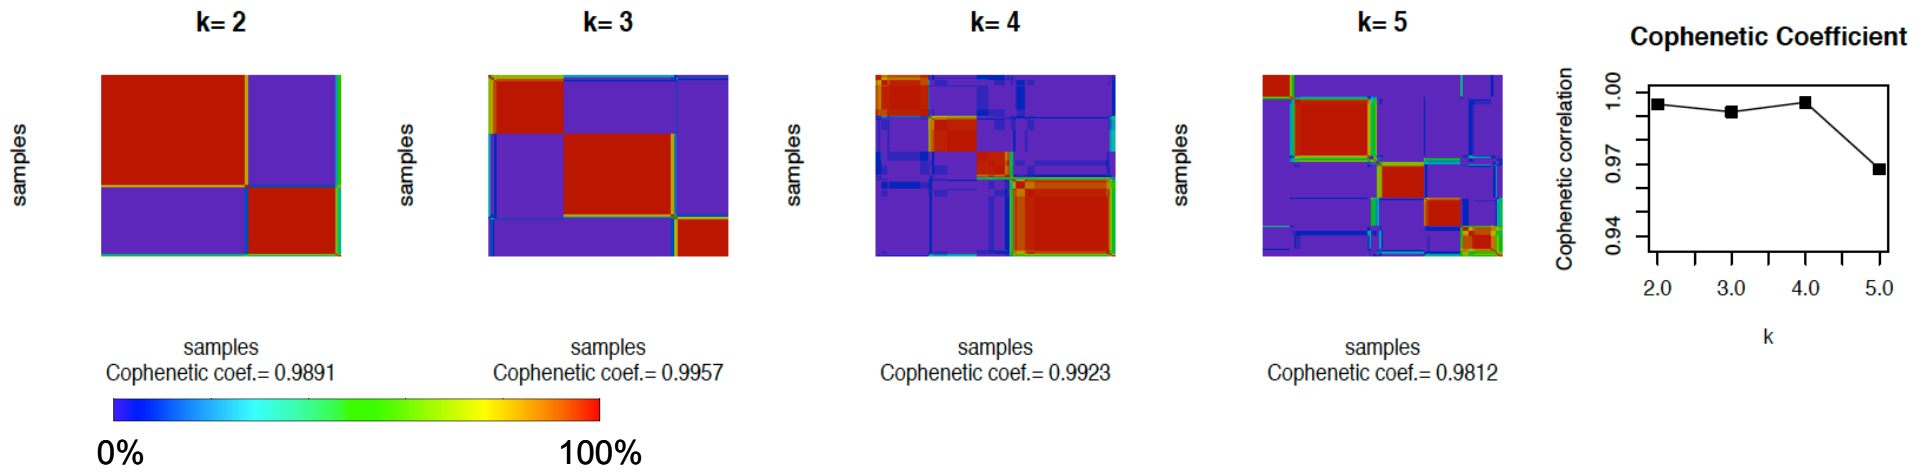 k= 2
samples
samples
Cophenetic coef.= 0.9891
k= 3
samples
samples
Cophenetic coef.= 0.9957
k= 4
samples
samples
Cophenetic coef.= 0.9923
k= 5
samples
samples
Cophenetic coef.= 0.9812
Cophenetic Coefficient
Cophenetic correlation
1.00
0.97
0.94
2.0 3.0 4.0 5.0
k
0% 100%